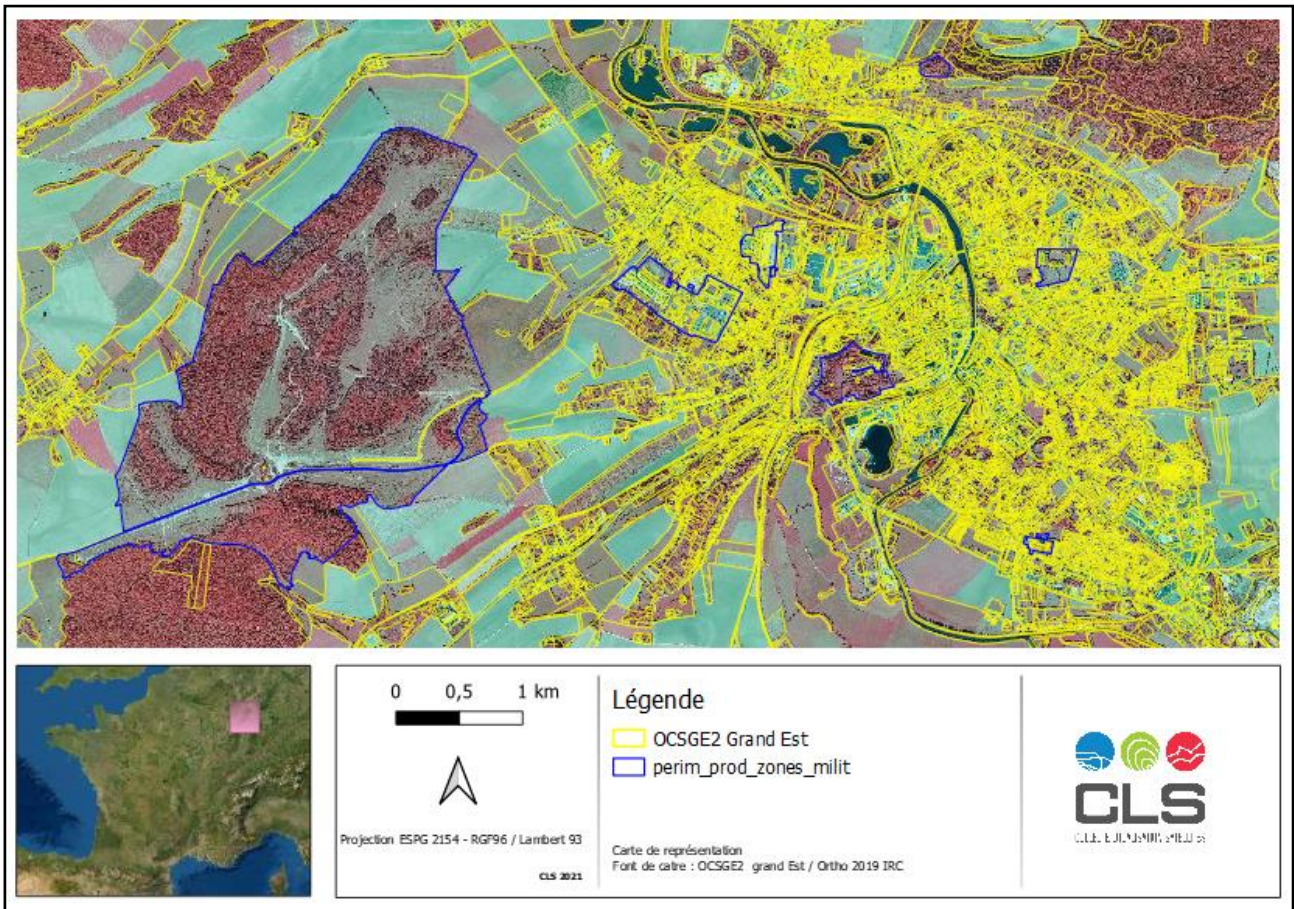 0 0,5 1 km
Projection ESPG 2154 - RGF96 / Lambert 93
CLS 2021
Légende
OCSGE2 Grand Est
perim_prod_zones_milit
Carte de représentation
Font de catre : OCSGE2 grand Est / Ortho 2019 IRC
CLS